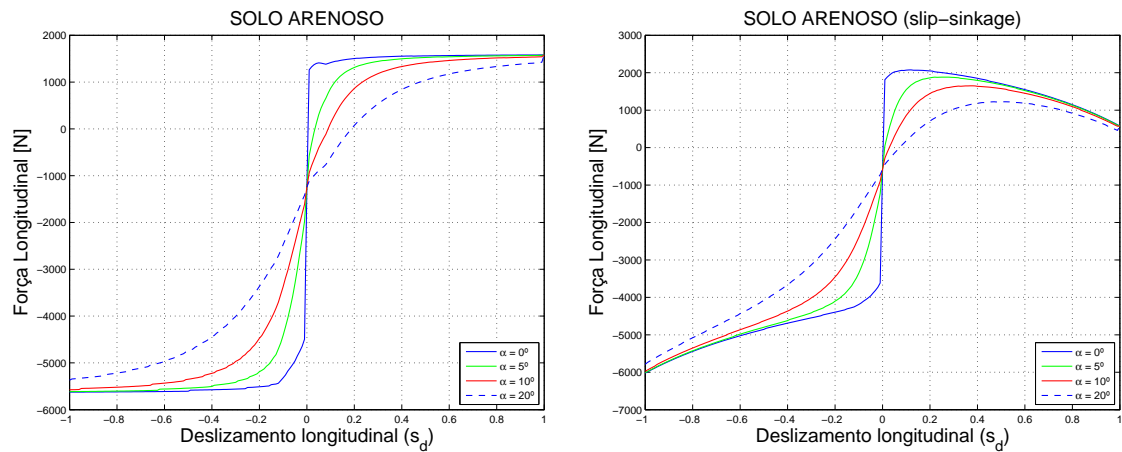 SOLO ARENOSO
2000
1000
0
−1000
−2000
−3000
−4000
−5000
−6000
−1 −0.8 −0.6 −0.4 −0.2 0 0.2 0.4 0.6 0.8 1
Força Longitudinal [N]
Deslizamento longitudinal (s_d)
α = 0º
α = 5º
α = 10º
α = 20º
SOLO ARENOSO (slip−sinkage)
3000
2000
1000
0
−1000
−2000
−3000
−4000
−5000
−6000
−7000
−1 −0.8 −0.6 −0.4 −0.2 0 0.2 0.4 0.6 0.8 1
Força Longitudinal [N]
Deslizamento longitudinal (s_d)
α = 0º
α = 5º
α = 10º
α = 20º